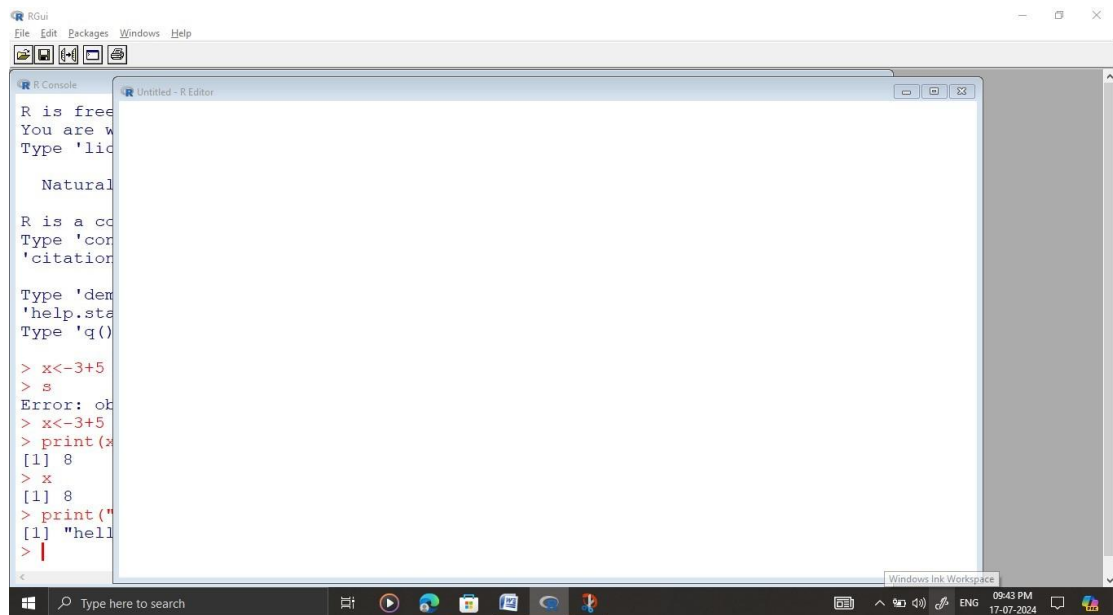 RGui
File Edit Packages Windows Help
R Console
Untitled - R Editor
R is free
You are w
Type 'lic
Natural
R is a co
Type 'con
'citation
Type 'dem
'help.sta
Type 'q()
> x<-3+5
> s
Error: ob
> x<-3+5
> print(x
[1] 8
> x
[1] 8
> print("
[1] "hell
>
Windows Ink Workspace
Type here to search
ENG
09:43 PM
17-07-2024